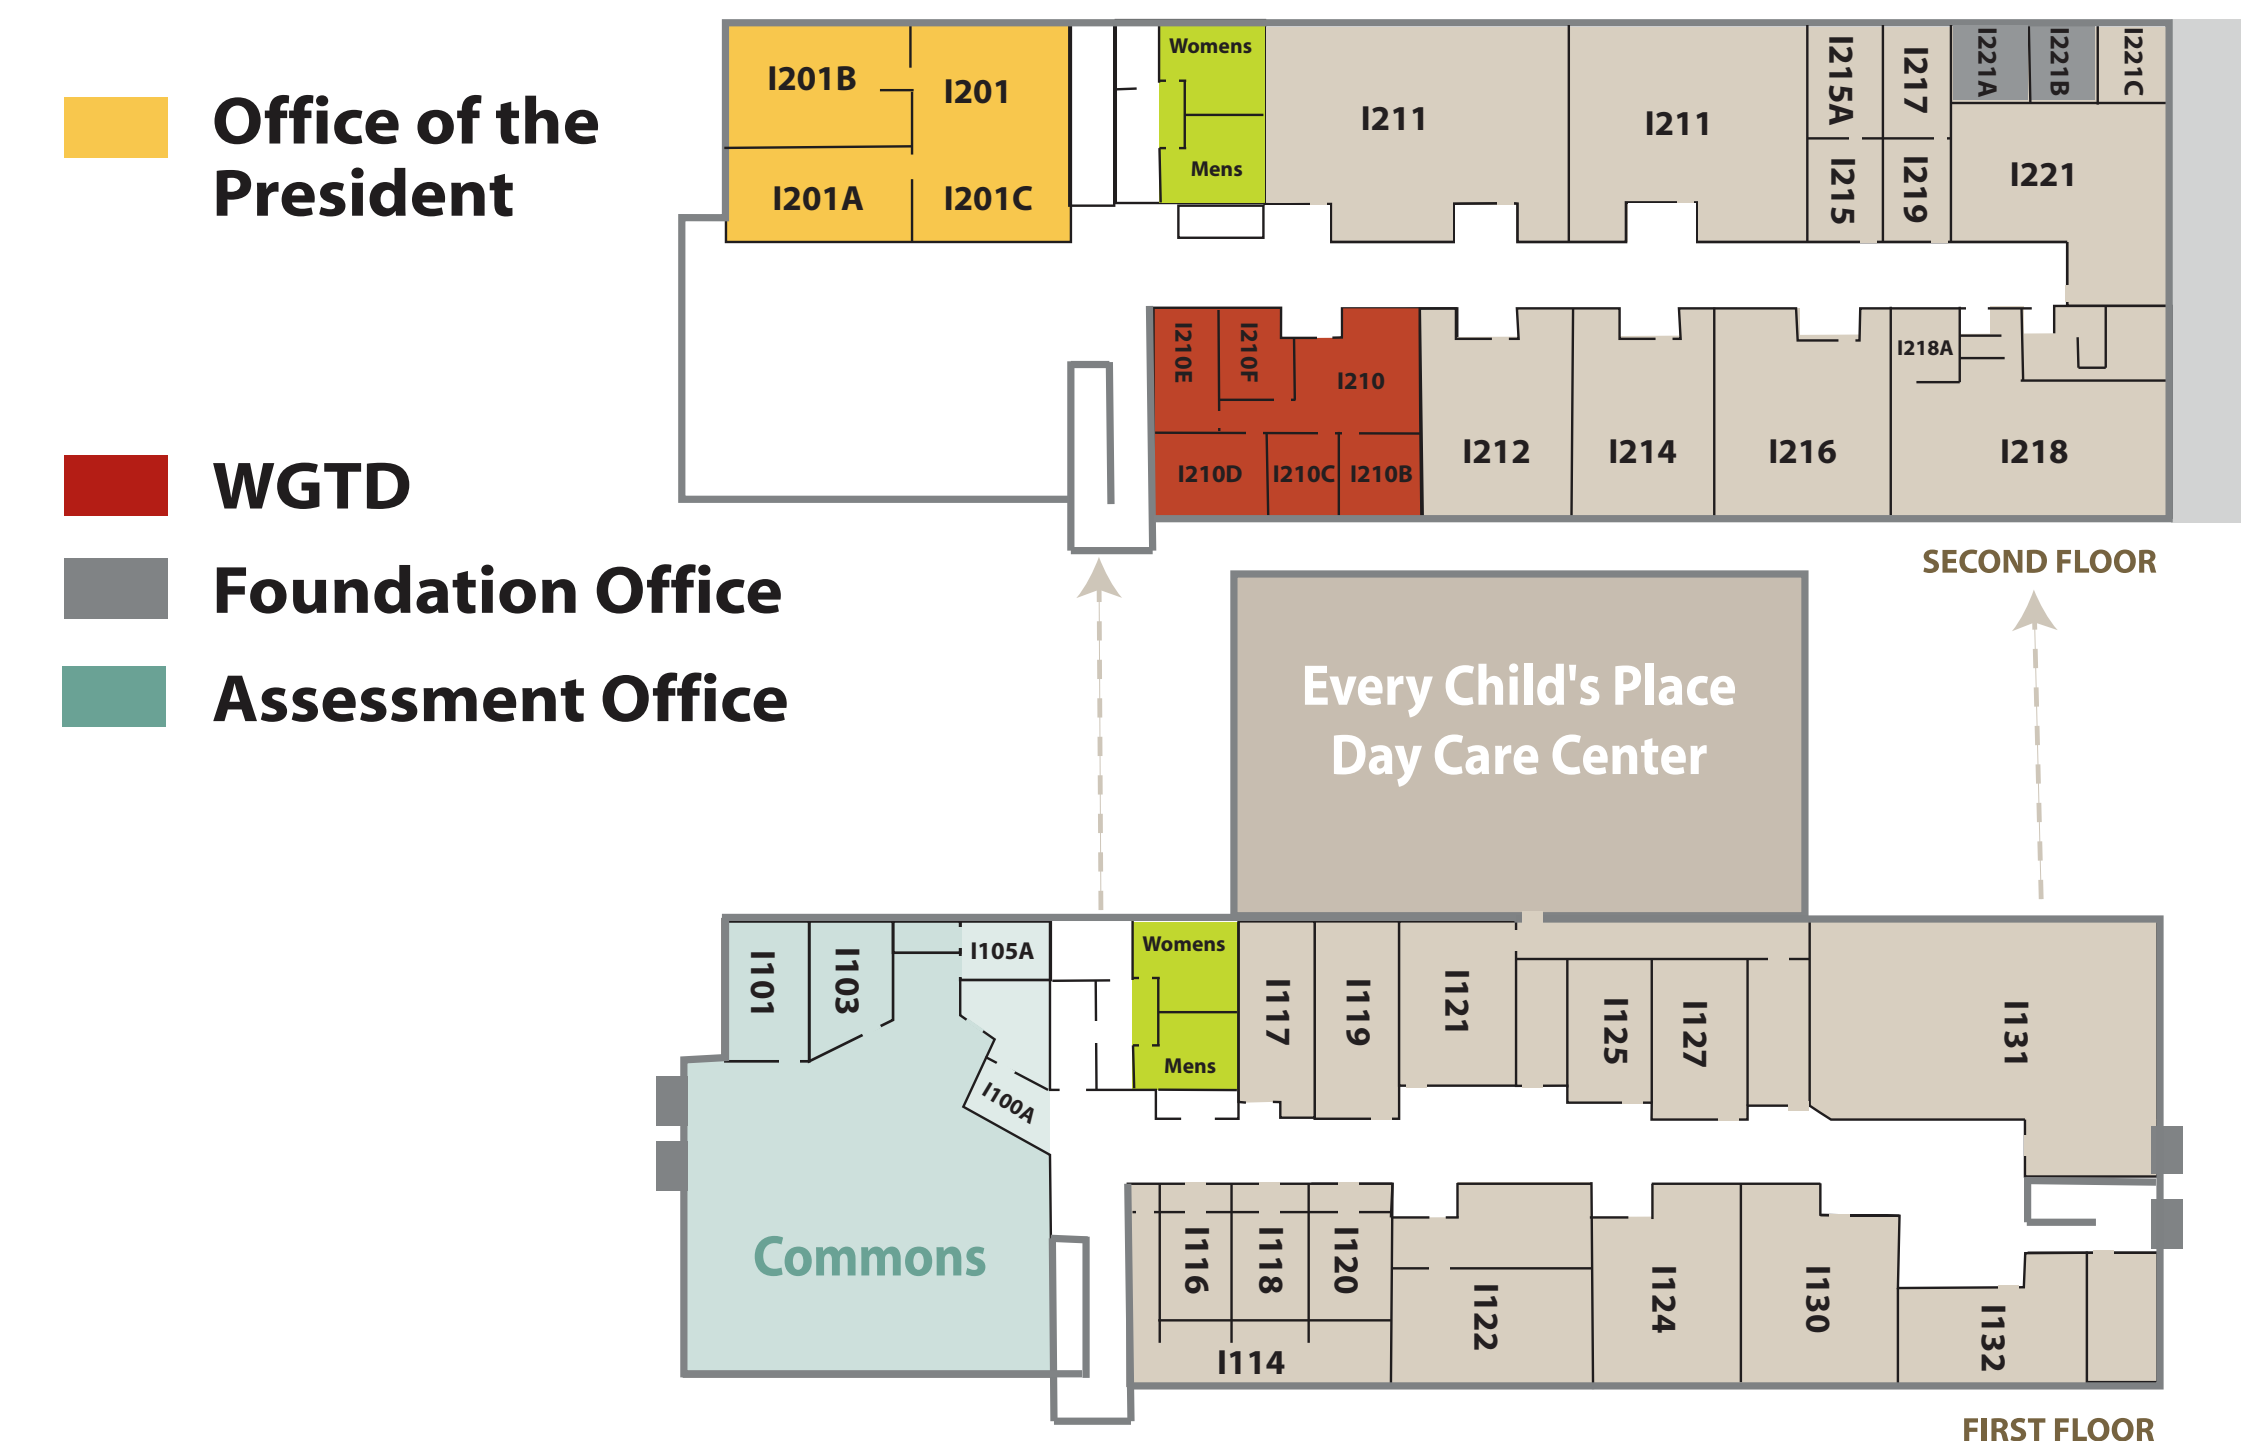 Office of the
President
WGTD
Foundation Office
Assessment Office
I201B
I201
I201A
I201C
Womens
Mens
I211
I211
I215A
I217
I221A
I221B
I221C
I215
I219
I221
I210E
I210F
I210
I210D
I210C
I210B
I212
I214
I216
I218A
I218
SECOND FLOOR
Every Child's Place
Day Care Center
I101
I103
I105A
I100A
Commons
Womens
Mens
I117
I119
I121
I125
I127
I131
I116
I118
I120
I114
I122
I124
I130
I132
FIRST FLOOR